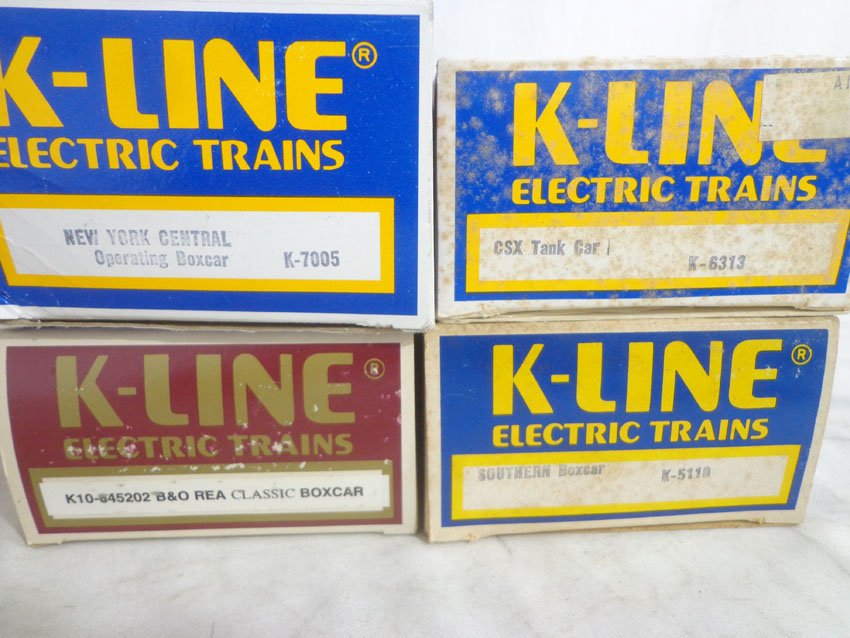 K-LINE®
ELECTRIC TRAINS
NEW YORK CENTRAL
Operating Boxcar K-7005
K-LINE
ELECTRIC TRAINS
CSX Tank Car
K-6313
K-LINE®
ELECTRIC TRAINS
K10-645202 B&O REA CLASSIC BOXCAR
K-LINE®
ELECTRIC TRAINS
SOUTHERN Boxcar K-5110